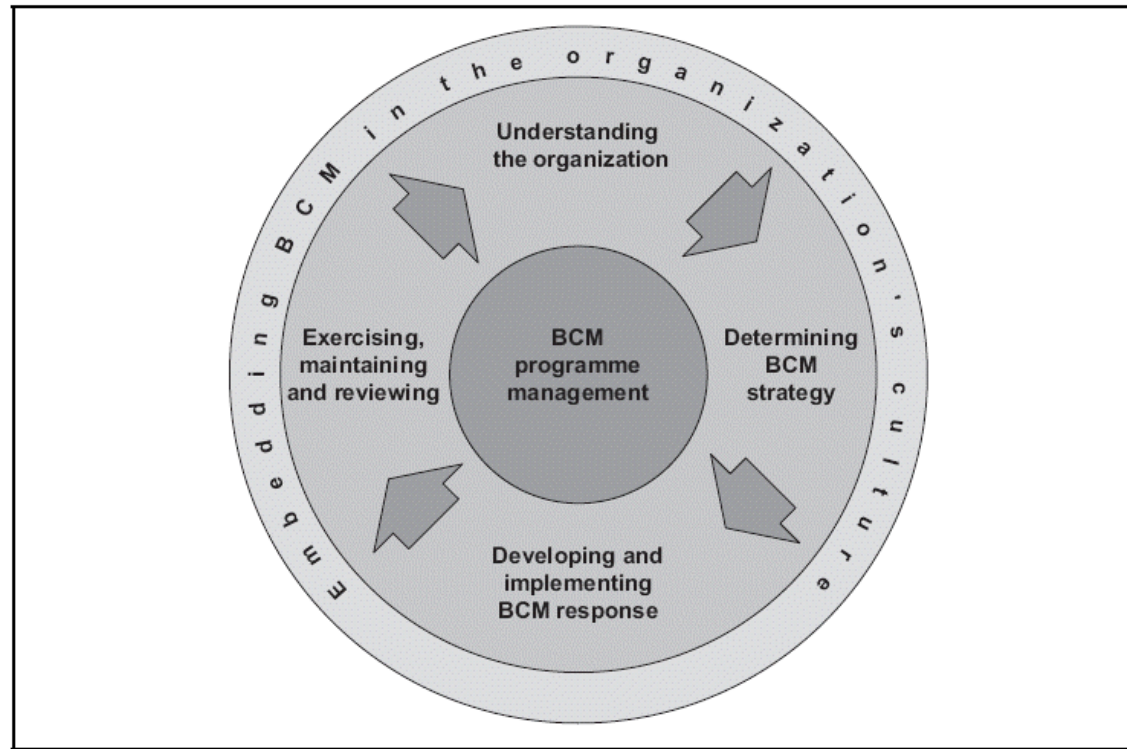 Embedding BCM in the organization's culture
Understanding
the organization
Exercising,
maintaining
and reviewing
BCM
programme
management
Determining
BCM
strategy
Developing and
implementing
BCM response